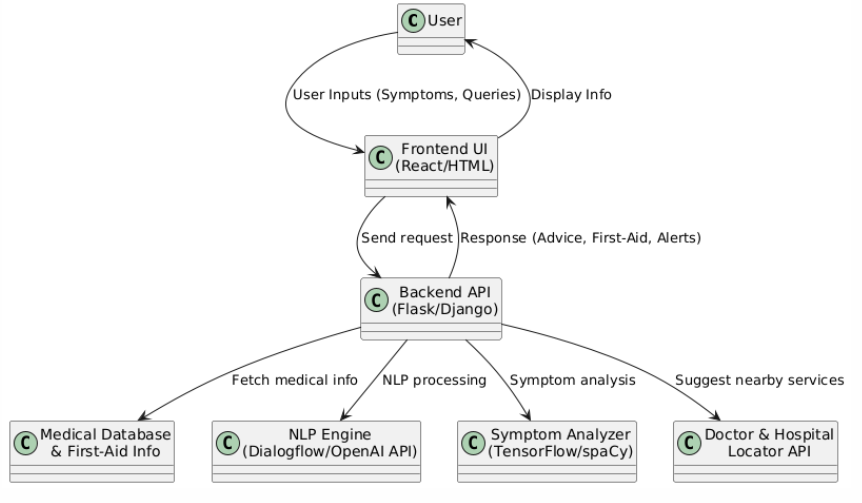 C User
User Inputs (Symptoms, Queries)
Display Info
C Frontend UI
(React/HTML)
Send request
Response (Advice, First-Aid, Alerts)
C Backend API
(Flask/Django)
Fetch medical info
NLP processing
Symptom analysis
Suggest nearby services
C Medical Database
& First-Aid Info
C NLP Engine
(Dialogflow/OpenAI API)
C Symptom Analyzer
(TensorFlow/spaCy)
C Doctor & Hospital
Locator API